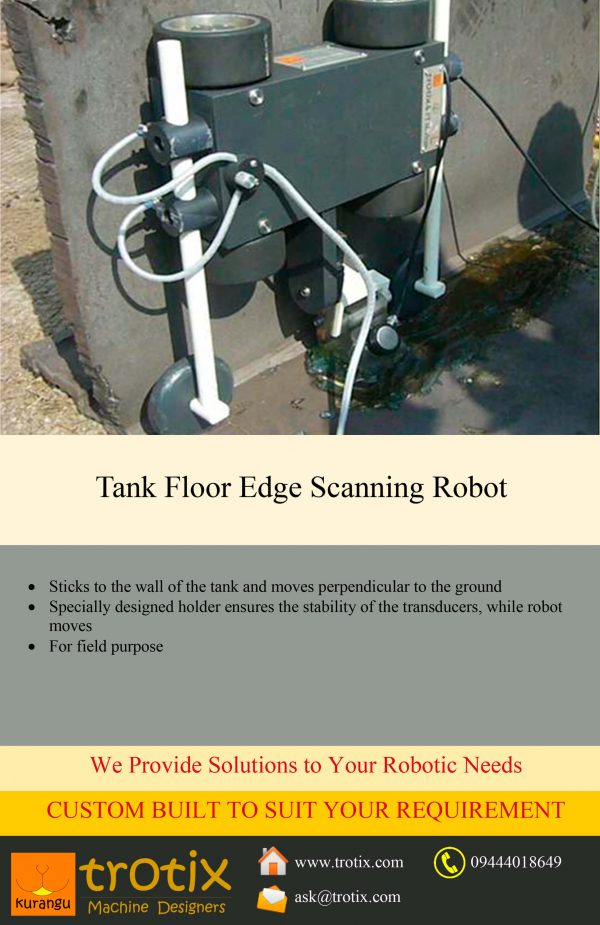 trotix
Tank Floor Edge Scanning Robot
• Sticks to the wall of the tank and moves perpendicular to the ground
• Specially designed holder ensures the stability of the transducers, while robot
moves
• For field purpose
We Provide Solutions to Your Robotic Needs
CUSTOM BUILT TO SUIT YOUR REQUIREMENT
kurangu
trotix
Machine Designers
www.trotix.com
09444018649
ask@trotix.com